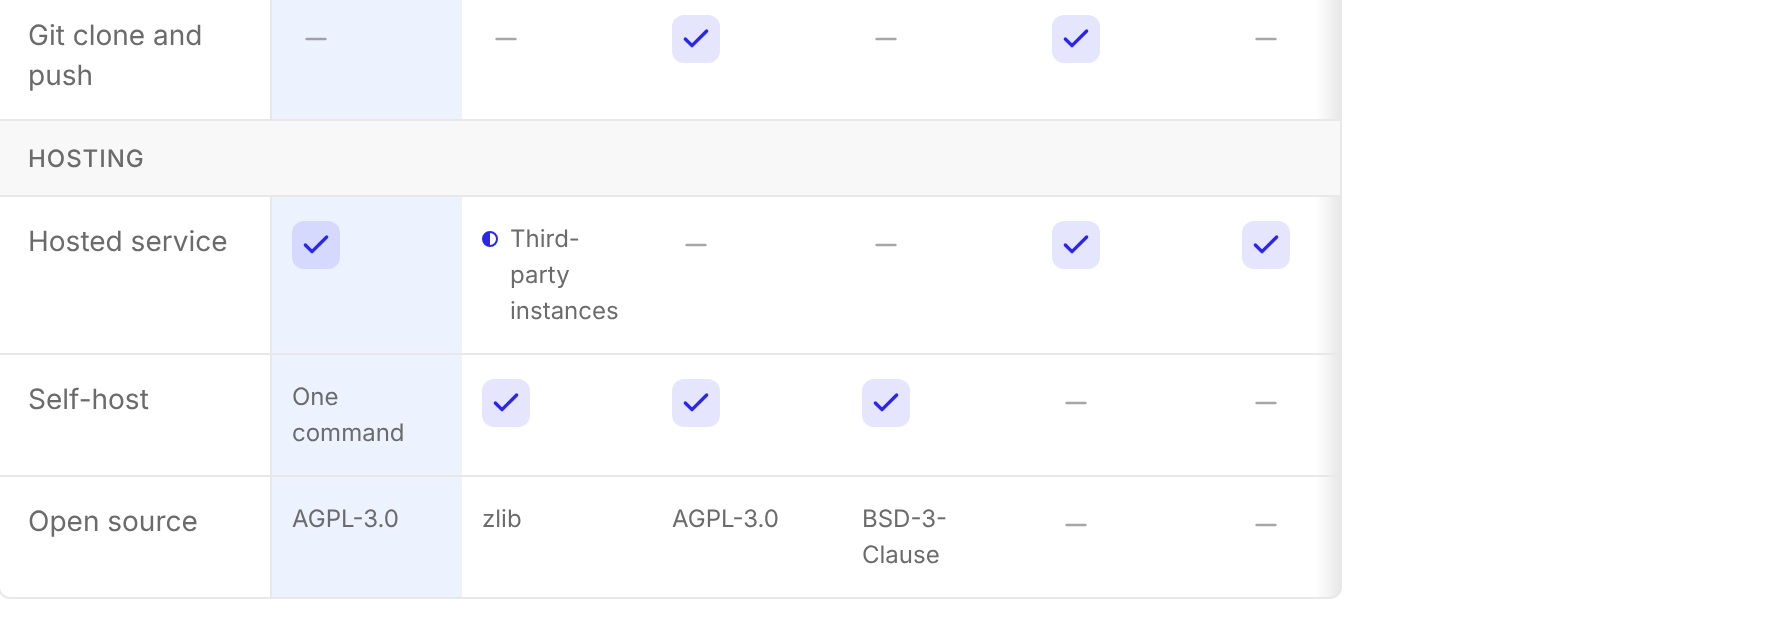 Git clone and
push
HOSTING
Hosted service
Third-
party
instances
Self-host
One
command
Open source
AGPL-3.0
zlib
AGPL-3.0
BSD-3-
Clause